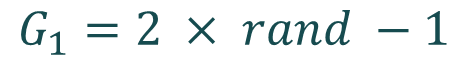 G₁ = 2 × rand − 1